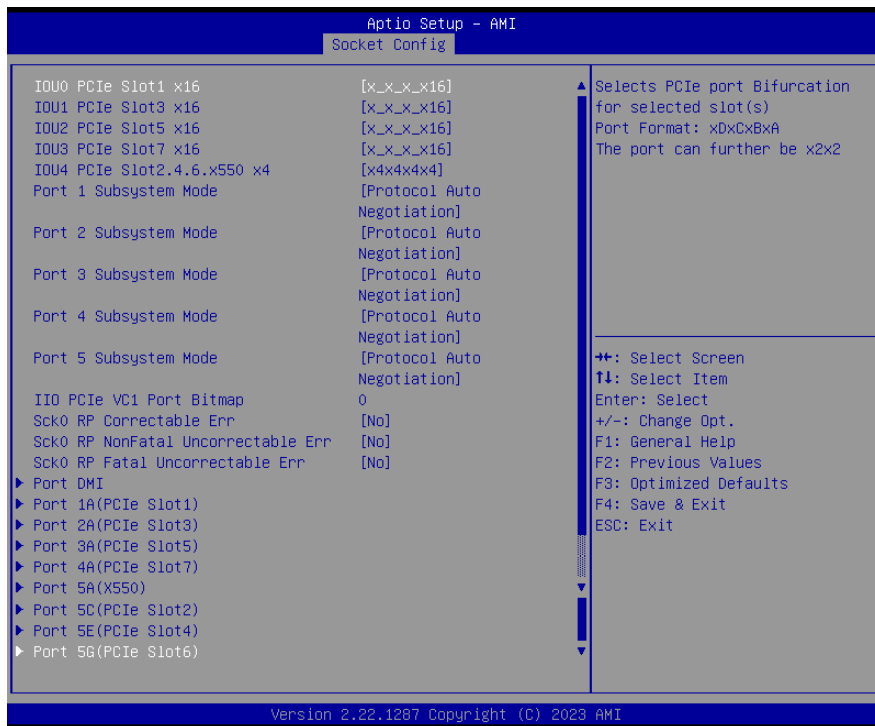 Aptio Setup – AMI
Socket Config
IOU0 PCIe Slot1 x16 [x_x_x_x16]
IOU1 PCIe Slot3 x16 [x_x_x_x16]
IOU2 PCIe Slot5 x16 [x_x_x_x16]
IOU3 PCIe Slot7 x16 [x_x_x_x16]
IOU4 PCIe Slot2.4.6.x550 x4 [x4x4x4x4]
Port 1 Subsystem Mode [Protocol Auto
Negotiation]
Port 2 Subsystem Mode [Protocol Auto
Negotiation]
Port 3 Subsystem Mode [Protocol Auto
Negotiation]
Port 4 Subsystem Mode [Protocol Auto
Negotiation]
Port 5 Subsystem Mode [Protocol Auto
Negotiation]
IIO PCIe VC1 Port Bitmap 0
Sck0 RP Correctable Err [No]
Sck0 RP NonFatal Uncorrectable Err [No]
Sck0 RP Fatal Uncorrectable Err [No]
Port DMI
Port 1A(PCIe Slot1)
Port 2A(PCIe Slot3)
Port 3A(PCIe Slot5)
Port 4A(PCIe Slot7)
Port 5A(X550)
Port 5C(PCIe Slot2)
Port 5E(PCIe Slot4)
Port 5G(PCIe Slot6)
Selects PCIe port Bifurcation
for selected slot(s)
Port Format: xDxCxBxA
The port can further be x2x2
→←: Select Screen
↑↓: Select Item
Enter: Select
+/-: Change Opt.
F1: General Help
F2: Previous Values
F3: Optimized Defaults
F4: Save & Exit
ESC: Exit
Version 2.22.1287 Copyright (C) 2023 AMI